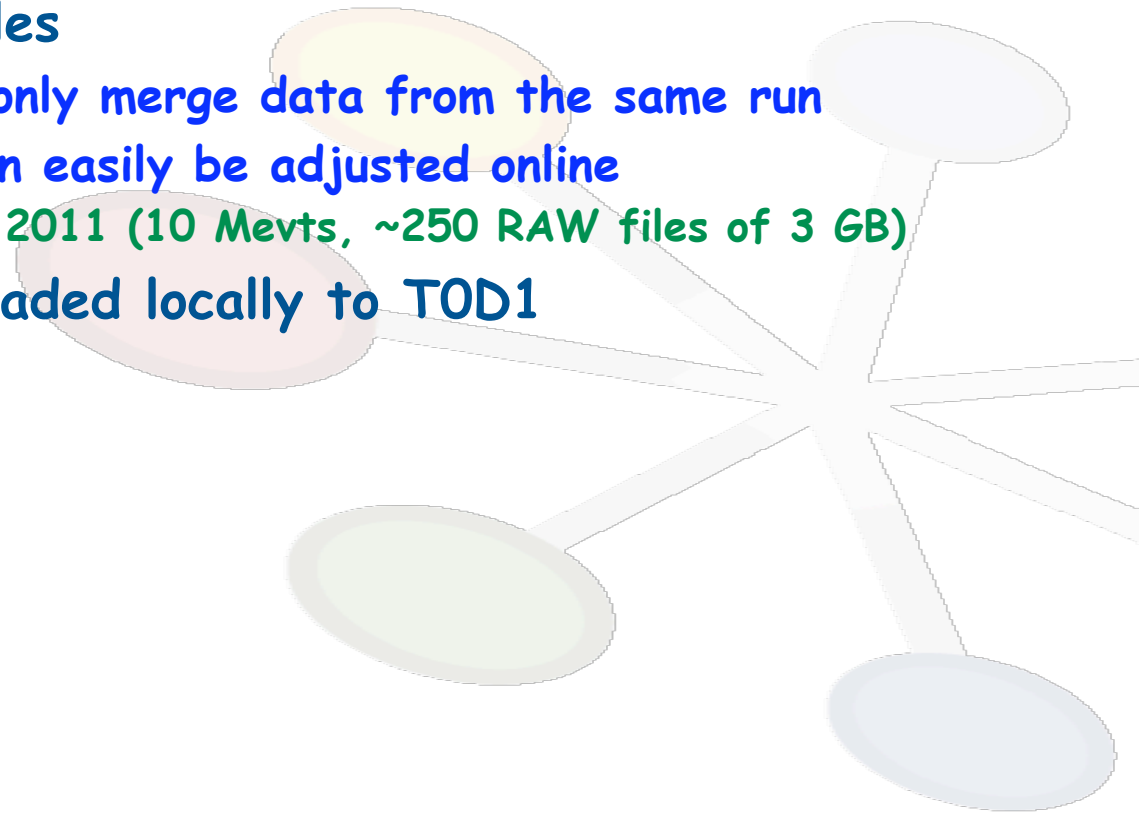 les
only merge data from the same run
n easily be adjusted online
2011 (10 Mevts, ~250 RAW files of 3 GB)
aded locally to T0D1